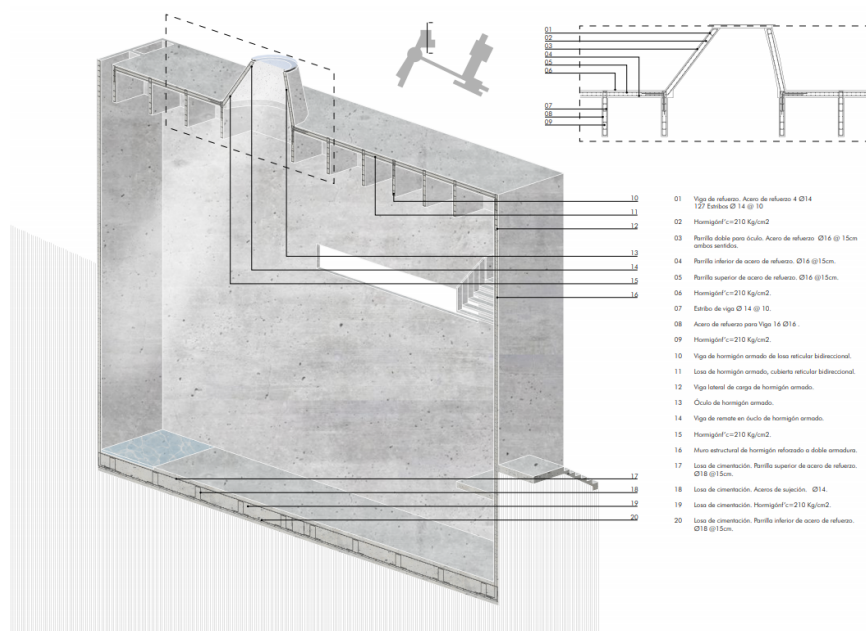 01
02
03
04
05
06
07
08
09
10
11
12
13
14
15
16
17
18
19
20
01 Viga de refuerzo. Acero de refuerzo 4 Ø14
127 Estribos Ø 14 @ 10
02 Hormigónf'c=210 Kg/cm2
03 Parrilla doble para óculo. Acero de refuerzo Ø16 @ 15cm
ambos sentidos.
04 Parrilla inferior de acero de refuerzo. Ø16 @15cm.
05 Parrilla superior de acero de refuerzo. Ø16 @15cm.
06 Hormigónf'c=210 Kg/cm2.
07 Estribo de viga Ø 14 @ 10.
08 Acero de refuerzo para Viga 16 Ø16 .
09 Hormigónf'c=210 Kg/cm2.
10 Viga de hormigón armado de losa reticular bidireccional.
11 Losa de hormigón armado, cubierta reticular bidireccional.
12 Viga lateral de carga de hormigón armado.
13 Óculo de hormigón armado.
14 Viga de remate en óuclo de hormigón armado.
15 Hormigónf'c=210 Kg/cm2.
16 Muro estructural de hormigón reforzado a doble armadura.
17 Losa de cimentación. Parrilla superior de acero de refuerzo.
Ø18 @15cm.
18 Losa de cimentación. Aceros de sujeción. Ø14.
19 Losa de cimentación. Hormigónf'c=210 Kg/cm2.
20 Losa de cimentación. Parrilla inferior de acero de refuerzo.
Ø18 @15cm.